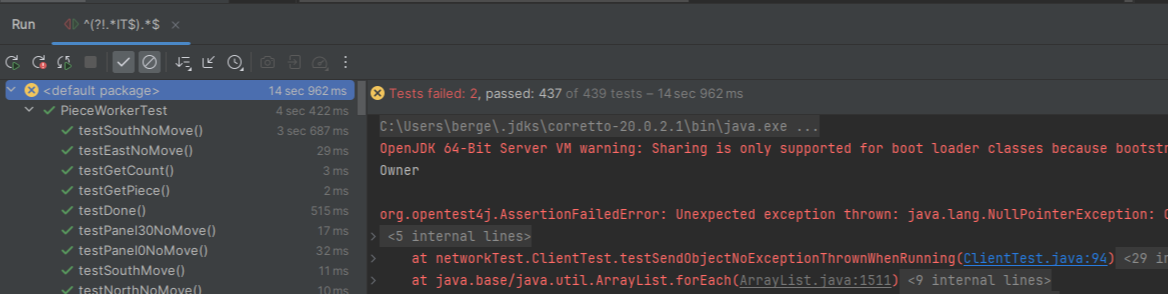 Run
^(?!.*IT$).*$
<default package> 14 sec 962 ms
PieceWorkerTest 4 sec 422 ms
testSouthNoMove() 3 sec 687 ms
testEastNoMove() 29 ms
testGetCount() 3 ms
testGetPiece() 2 ms
testDone() 515 ms
testPanel30NoMove() 17 ms
testPanel0NoMove() 32 ms
testSouthMove() 11 ms
testNorthNoMove() 10 ms
Tests failed: 2, passed: 437 of 439 tests – 14 sec 962 ms
C:\Users\berge\.jdks\corretto-20.0.2.1\bin\java.exe ...
OpenJDK 64-Bit Server VM warning: Sharing is only supported for boot loader classes because bootstr
Owner
org.opentest4j.AssertionFailedError: Unexpected exception thrown: java.lang.NullPointerException:
<5 internal lines>
at networkTest.ClientTest.testSendObjectNoExceptionThrownWhenRunning(ClientTest.java:94) <29 in
at java.base/java.util.ArrayList.forEach(ArrayList.java:1511) <9 internal lines>